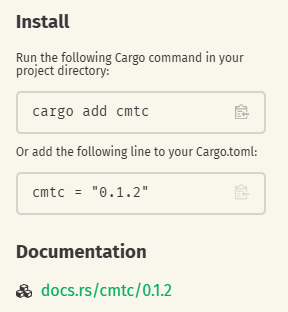 Install
Run the following Cargo command in your
project directory:
cargo add cmtc
Or add the following line to your Cargo.toml:
cmtc = "0.1.2"
Documentation
docs.rs/cmtc/0.1.2